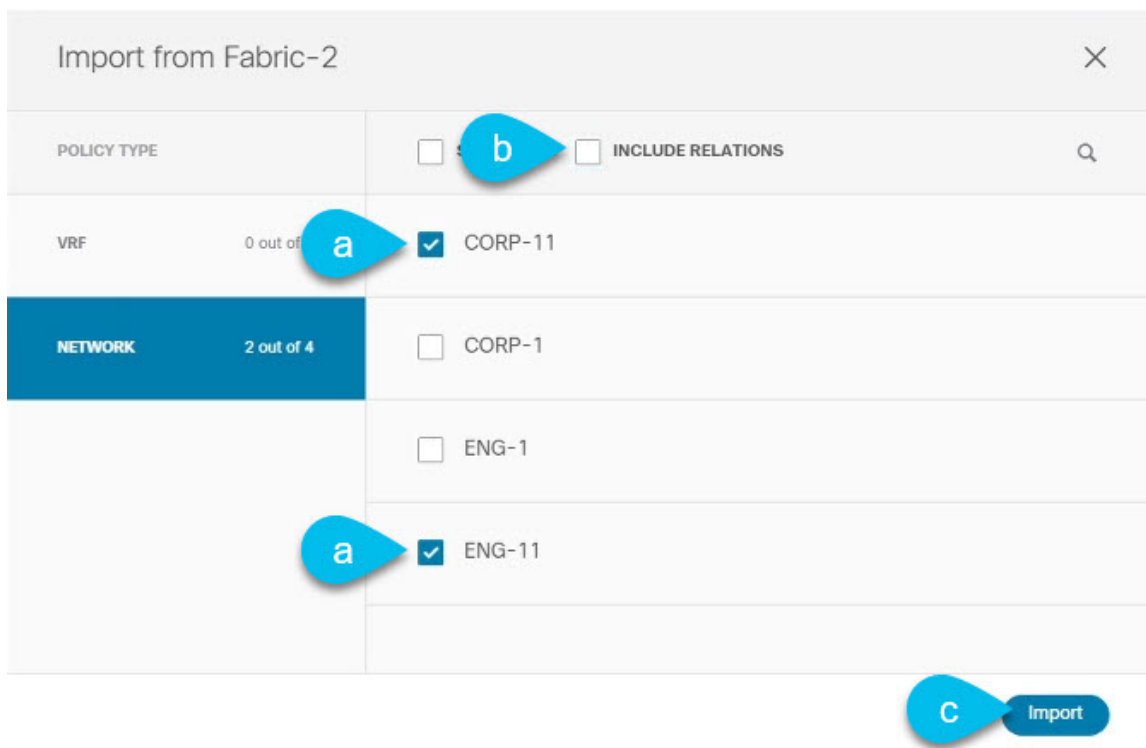 Import from Fabric-2
POLICY TYPE
b
INCLUDE RELATIONS
VRF
0 out of
a
CORP-11
NETWORK
2 out of 4
CORP-1
ENG-1
a
ENG-11
c
Import